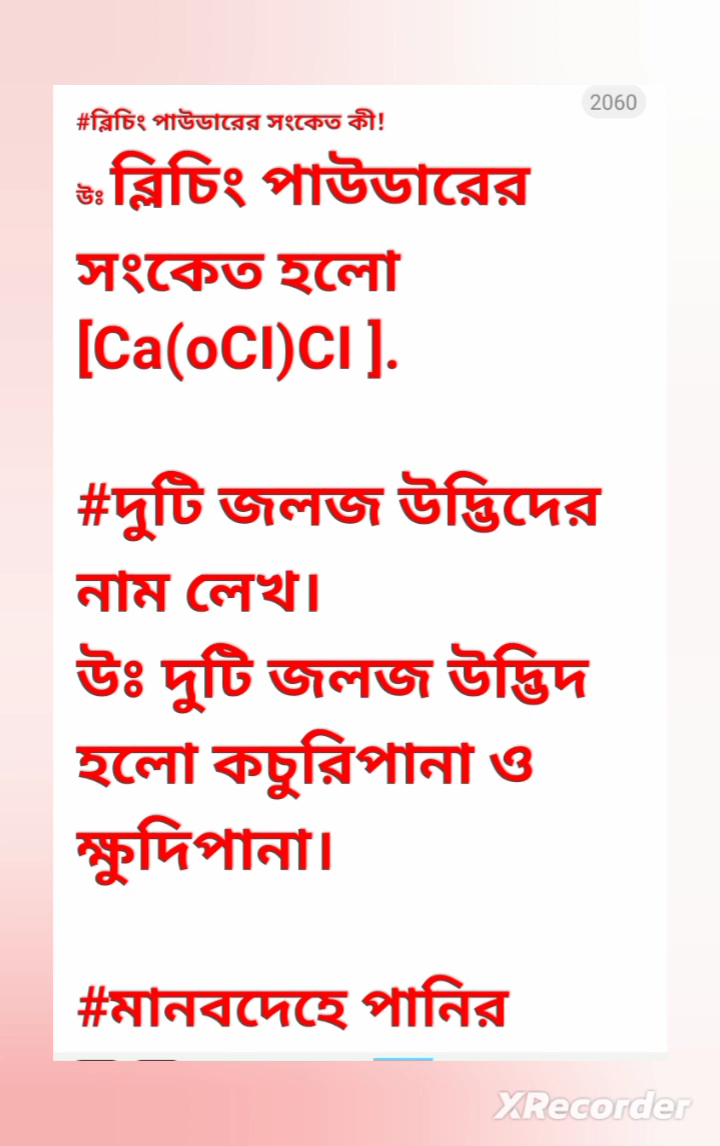 2060
#ব্লিচিং পাউডারের সংকেত কী!
উঃ ব্লিচিং পাউডারের
সংকেত হলো
[Ca(oCl)Cl ].
#দুটি জলজ উদ্ভিদের
নাম লেখ।
উঃ দুটি জলজ উদ্ভিদ
হলো কচুরিপানা ও
ক্ষুদিপানা।
#মানবদেহে পানির
XRecorder